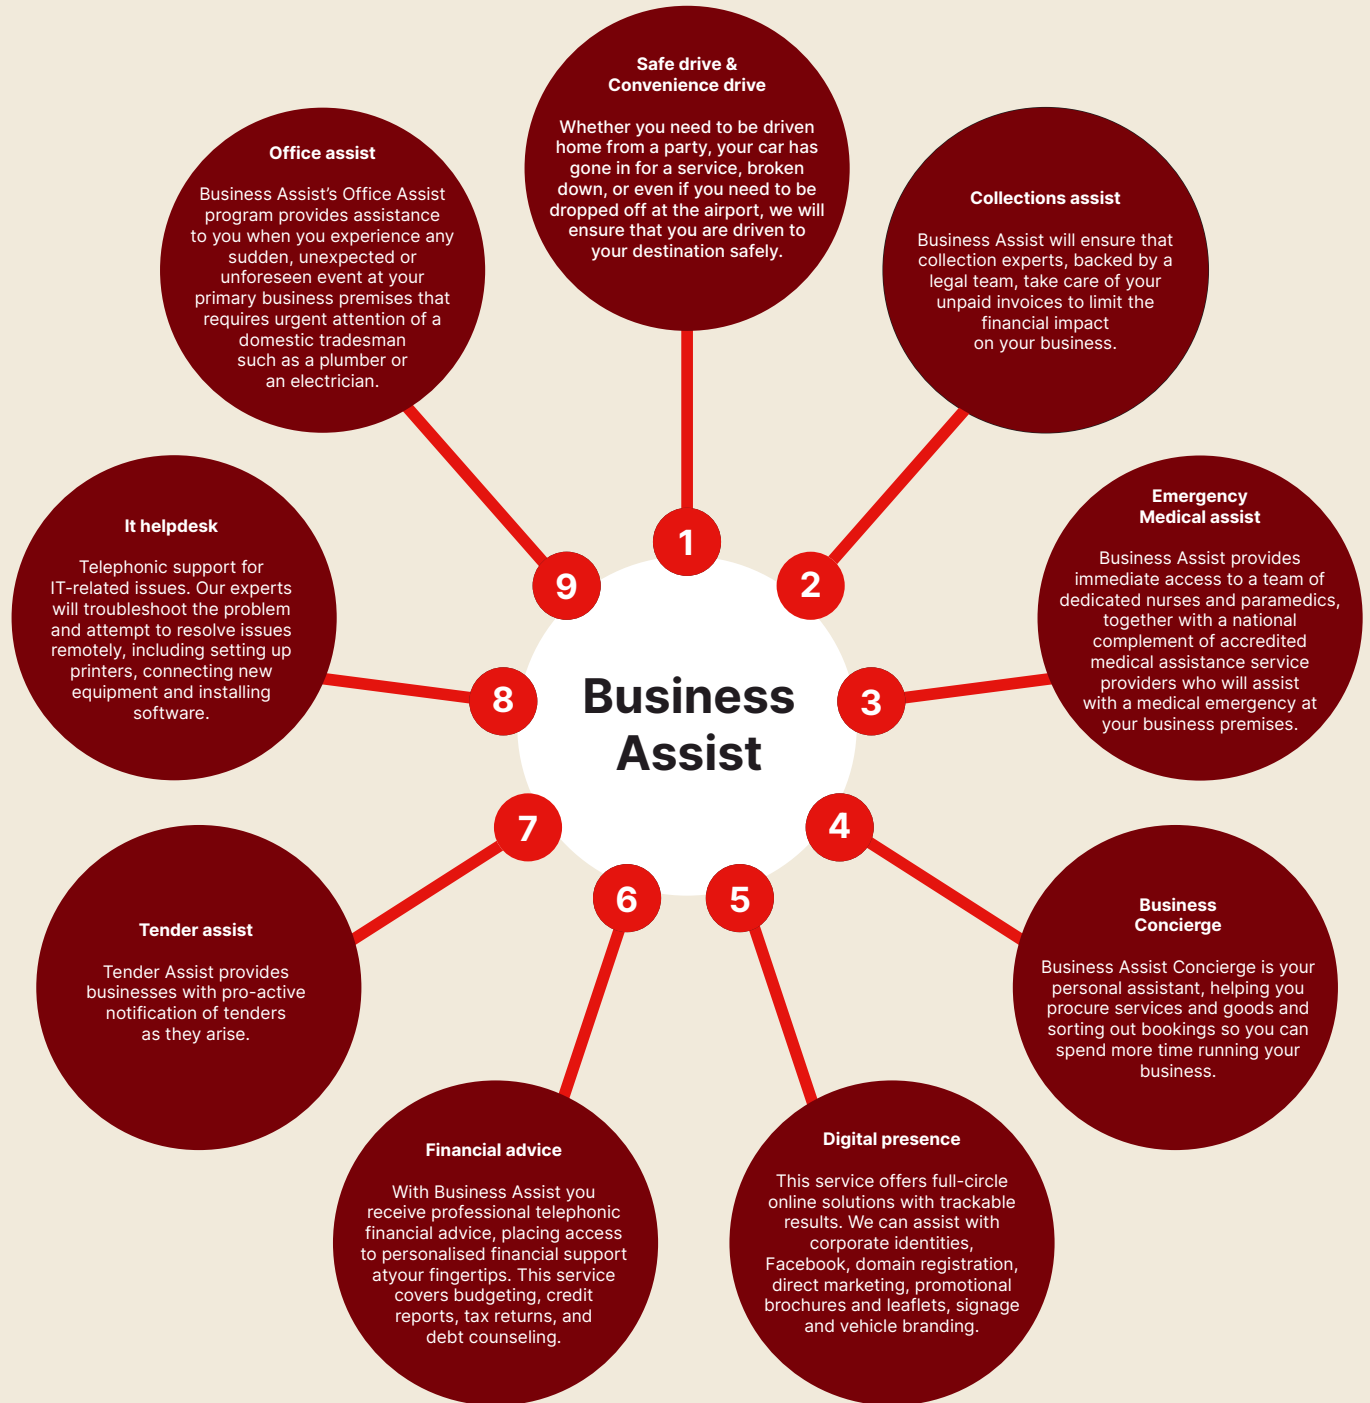 Business
Assist
1
Safe drive &
Convenience drive
Whether you need to be driven
home from a party, your car has
gone in for a service, broken
down, or even if you need to be
dropped off at the airport, we will
ensure that you are driven to
your destination safely.
2
Collections assist
Business Assist will ensure that
collection experts, backed by a
legal team, take care of your
unpaid invoices to limit the
financial impact
on your business.
3
Emergency
Medical assist
Business Assist provides
immediate access to a team of
dedicated nurses and paramedics,
together with a national
complement of accredited
medical assistance service
providers who will assist
with a medical emergency at
your business premises.
4
Business
Concierge
Business Assist Concierge is your
personal assistant, helping you
procure services and goods and
sorting out bookings so you can
spend more time running your
business.
5
Digital presence
This service offers full-circle
online solutions with trackable
results. We can assist with
corporate identities,
Facebook, domain registration,
direct marketing, promotional
brochures and leaflets, signage
and vehicle branding.
6
Financial advice
With Business Assist you
receive professional telephonic
financial advice, placing access
to personalised financial support
atyour fingertips. This service
covers budgeting, credit
reports, tax returns, and
debt counseling.
7
Tender assist
Tender Assist provides
businesses with pro-active
notification of tenders
as they arise.
8
It helpdesk
Telephonic support for
IT-related issues. Our experts
will troubleshoot the problem
and attempt to resolve issues
remotely, including setting up
printers, connecting new
equipment and installing
software.
9
Office assist
Business Assist’s Office Assist
program provides assistance
to you when you experience any
sudden, unexpected or
unforeseen event at your
primary business premises that
requires urgent attention of a
domestic tradesman
such as a plumber or
an electrician.